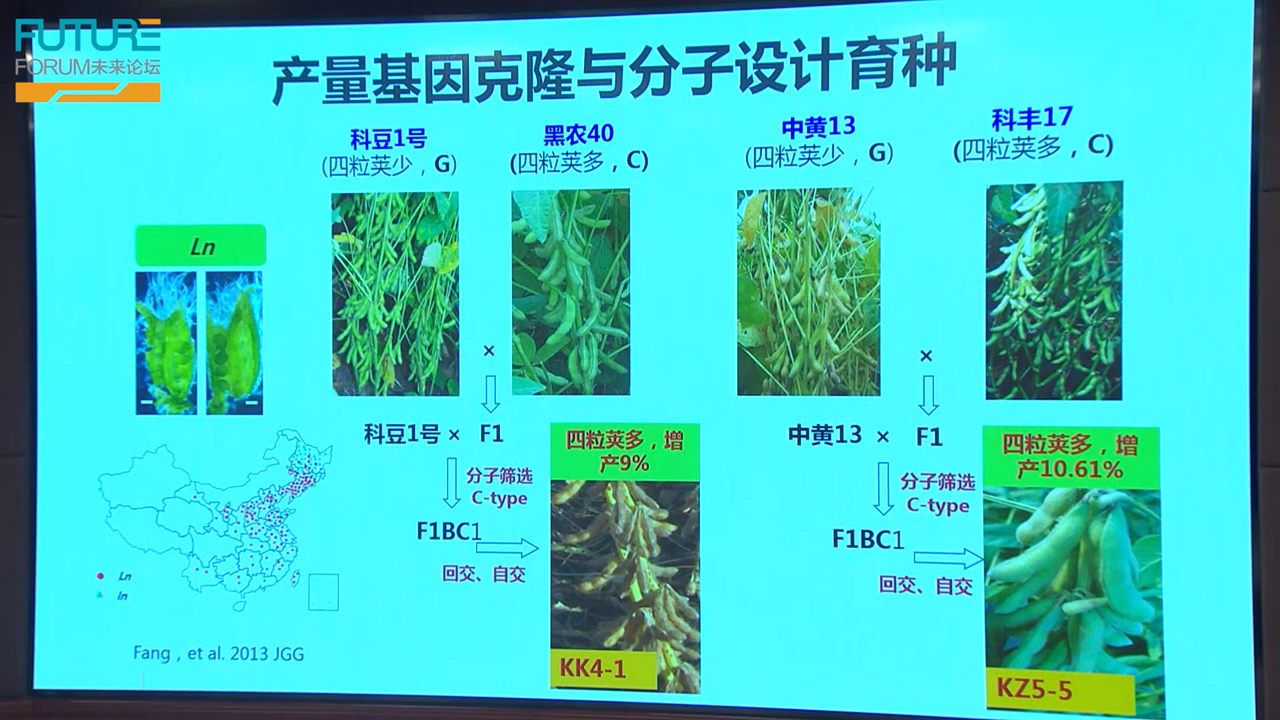 FUTURE
FORUM未来论坛
产量基因克隆与分子设计育种
科豆1号
(四粒荚少，G)
黑农40
(四粒荚多，C)
中黄13
(四粒荚少，G)
科丰17
(四粒荚多，C)
Ln
×
×
科豆1号 × F1
中黄13 × F1
四粒荚多，增
产9%
四粒荚多，增
产10.61%
分子筛选
C-type
分子筛选
C-type
F1BC1
F1BC1
回交、自交
回交、自交
Ln
ln
Fang，et al. 2013 JGG
KK4-1
KZ5-5